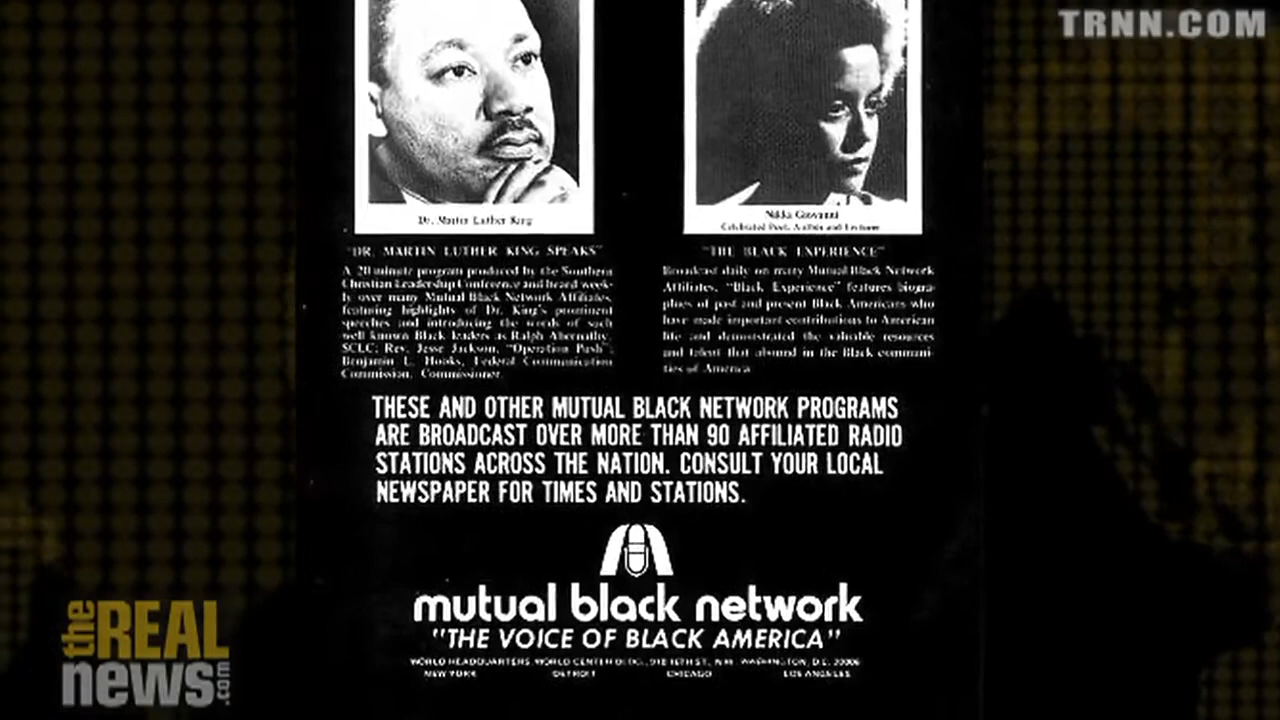 TRNN.COM
Dr. Martin Luther King
Nikki Giovanni
Celebrated Poet, Author and Lecturer
"DR. MARTIN LUTHER KING SPEAKS"
A 20 minute program produced by the Southern
Christian Leadership Conference and heard week-
ly over many Mutual Black Network Affiliates,
featuring highlights of Dr. King's prominent
speeches and introducing the words of such
well known Black leaders as Ralph Abernathy,
SCLC; Rev. Jesse Jackson, "Operation Push";
Benjamin L. Hooks, Federal Communication
Commission, Commissioner.
"THE BLACK EXPERIENCE"
Broadcast daily on many Mutual Black Network
Affiliates, "Black Experience" features biogra-
phies of past and present Black Americans who
have made important contributions to American
life and demonstrated the valuable resources
and talent that abound in the Black communi-
ties of America
THESE AND OTHER MUTUAL BLACK NETWORK PROGRAMS
ARE BROADCAST OVER MORE THAN 90 AFFILIATED RADIO
STATIONS ACROSS THE NATION. CONSULT YOUR LOCAL
NEWSPAPER FOR TIMES AND STATIONS.
mutual black network
"THE VOICE OF BLACK AMERICA"
WORLD HEADQUARTERS, WORLD CENTER BLDG., 918 16TH ST., N.W. WASHINGTON, D.C. 20006
NEW YORK DETROIT CHICAGO LOS ANGELES
the REAL
news.com